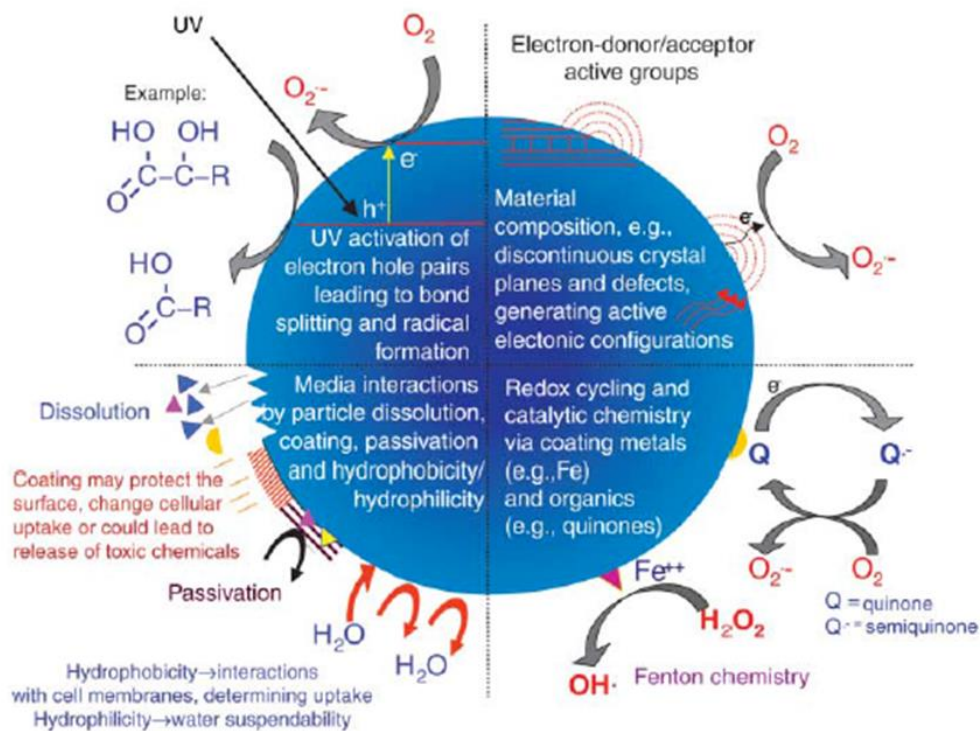 UV
O2
O2·-
Example:
HO OH
C–C–R
O
HO
C–R
O
e-
h+
UV activation of
electron hole pairs
leading to bond
splitting and radical
formation
Electron-donor/acceptor
active groups
O2
e-
O2·-
Material
composition, e.g.,
discontinuous crystal
planes and defects,
generating active
electonic configurations
Dissolution
Media interactions
by particle dissolution,
coating, passivation
and hydrophobicity/
hydrophilicity
Coating may protect the
surface, change cellular
uptake or could lead to
release of toxic chemicals
Passivation
H2O
H2O
Hydrophobicity→interactions
with cell membranes, determining uptake
Hydrophilicity→water suspendability
Redox cycling and
catalytic chemistry
via coating metals
(e.g.,Fe)
and organics
(e.g., quinones)
e-
Q
Q·-
O2·-
O2
Q = quinone
Q·- = semiquinone
Fe++
H2O2
OH·
Fenton chemistry